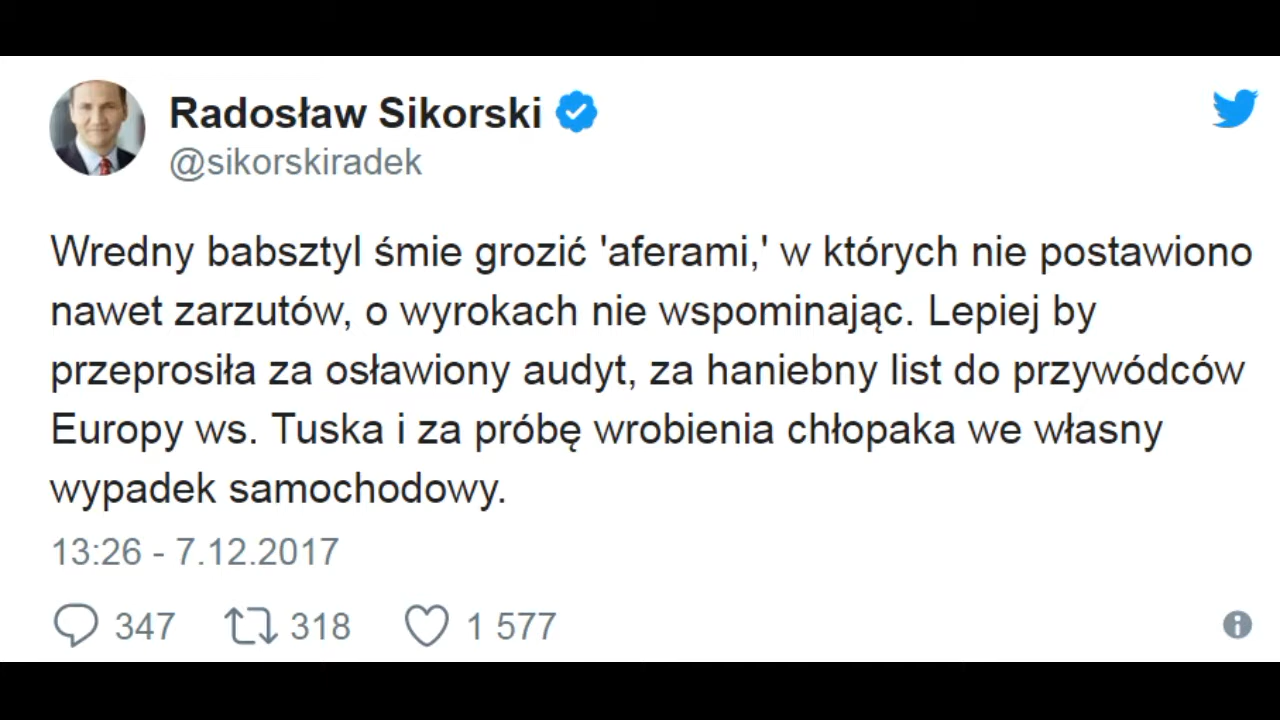 Radosław Sikorski
@sikorskiradek
Wredny babsztyl śmie grozić 'aferami,' w których nie postawiono
nawet zarzutów, o wyrokach nie wspominając. Lepiej by
przeprosiła za osławiony audyt, za haniebny list do przywódców
Europy ws. Tuska i za próbę wrobienia chłopaka we własny
wypadek samochodowy.
13:26 - 7.12.2017
347 318 1 577